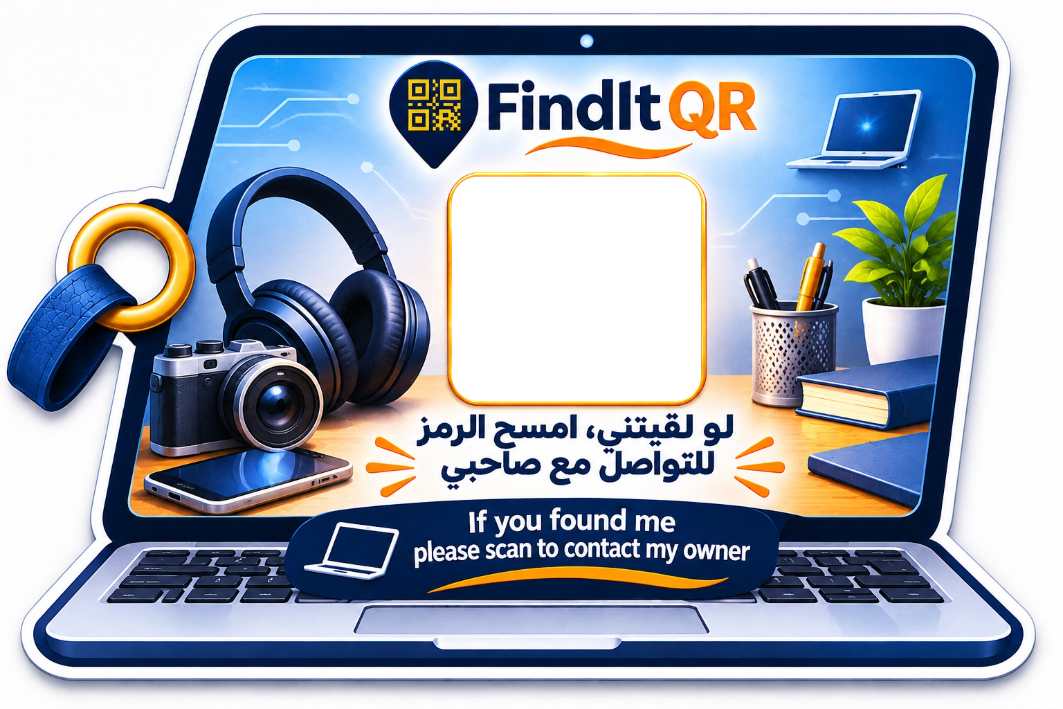 FindIt QR
لو لقيتني، امسح الرمز
للتواصل مع صاحبي
If you found me
please scan to contact my owner